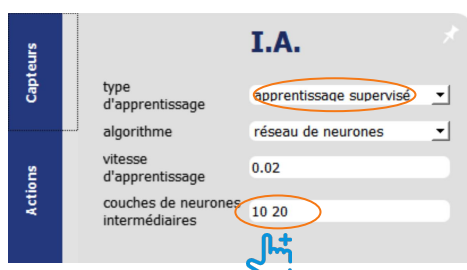 I.A.
Capteurs
Actions
type
d'apprentissage
apprentissage supervisé
algorithme
réseau de neurones
vitesse
d'apprentissage
0.02
couches de neurones
intermédiaires
10 20